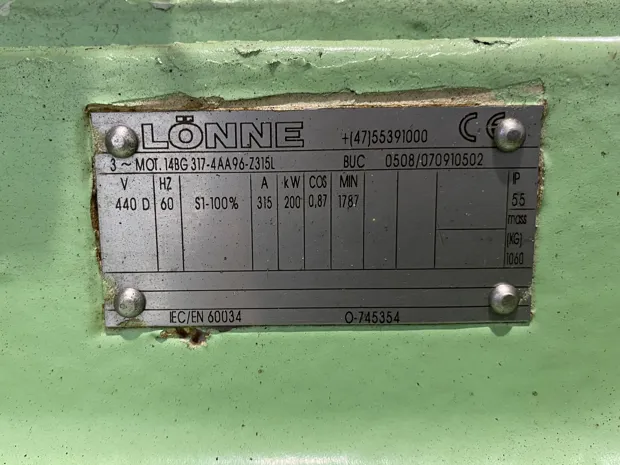 LÖNNE +(47)55391000 CE
3~MOT. 14BG 317-4AA96-Z315L BUC 0508/070910502
V HZ A kW COS MIN IP
440 D 60 S1-100% 315 200 0,87 1787 55
mass
(KG)
1060
IEC/EN 60034 O-745354